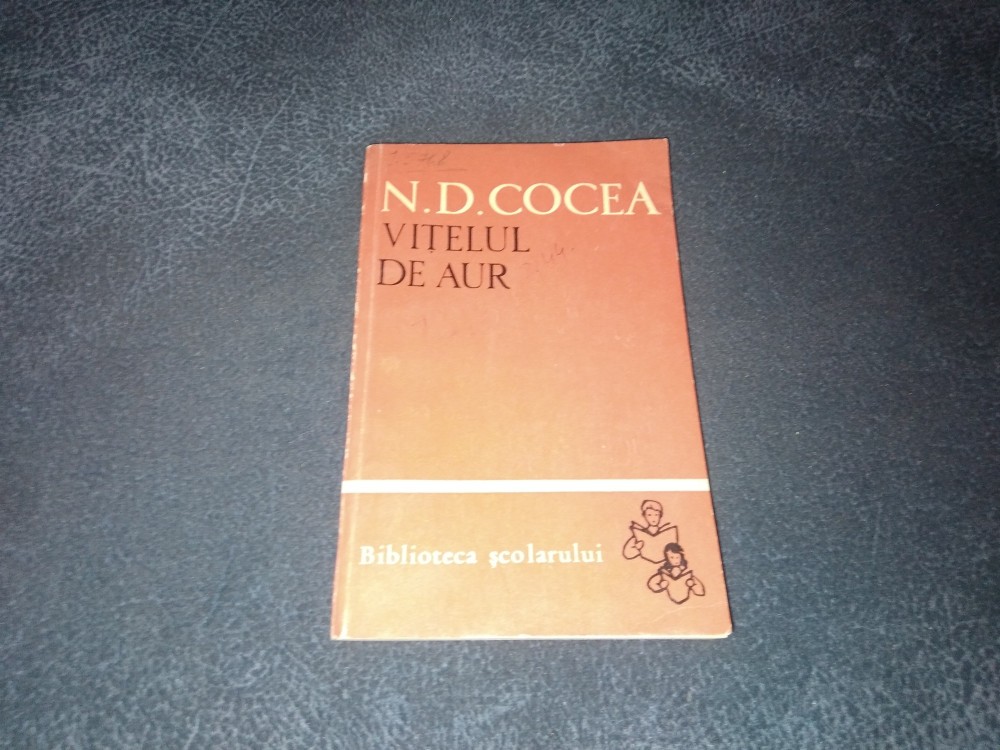 N.D.COCEA
VIȚELUL
DE AUR
Biblioteca școlarului